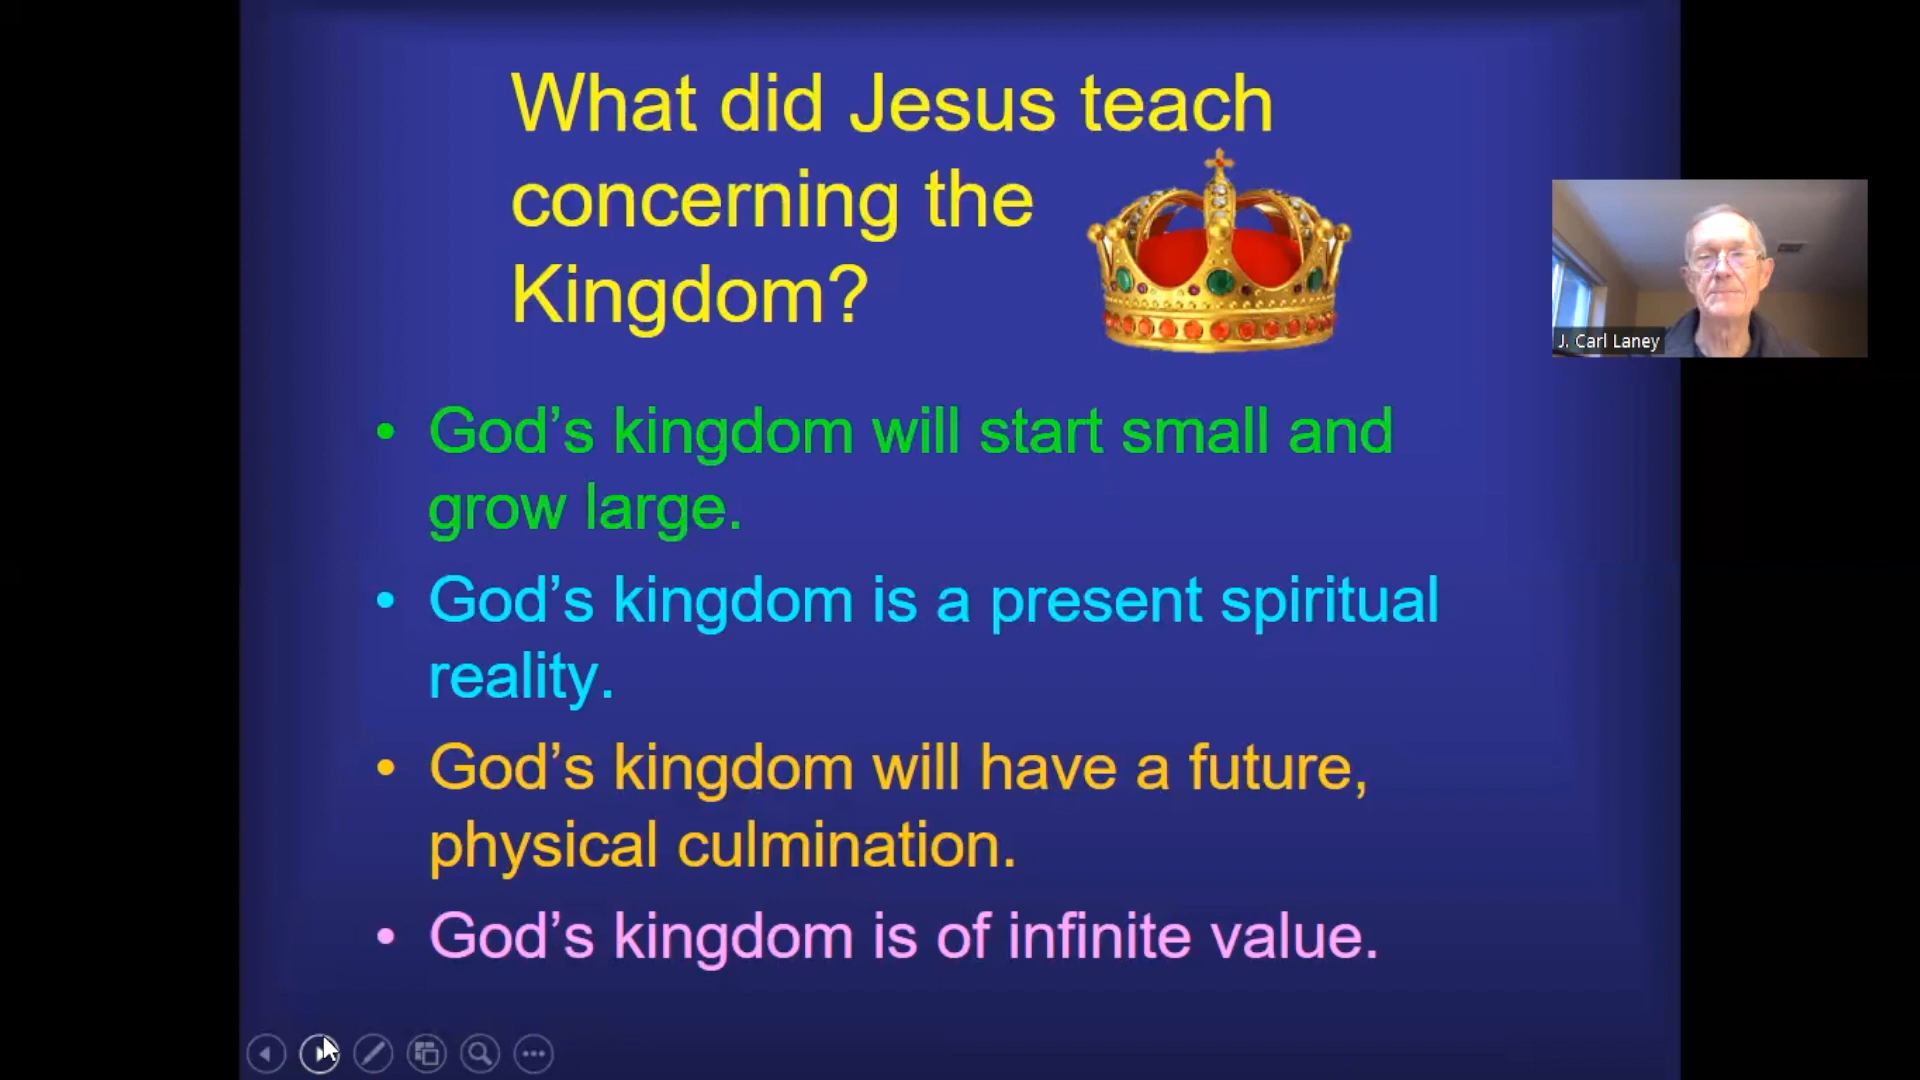 What did Jesus teach
concerning the
Kingdom?
• God’s kingdom will start small and
grow large.
• God’s kingdom is a present spiritual
reality.
• God’s kingdom will have a future,
physical culmination.
• God’s kingdom is of infinite value.
J. Carl Laney